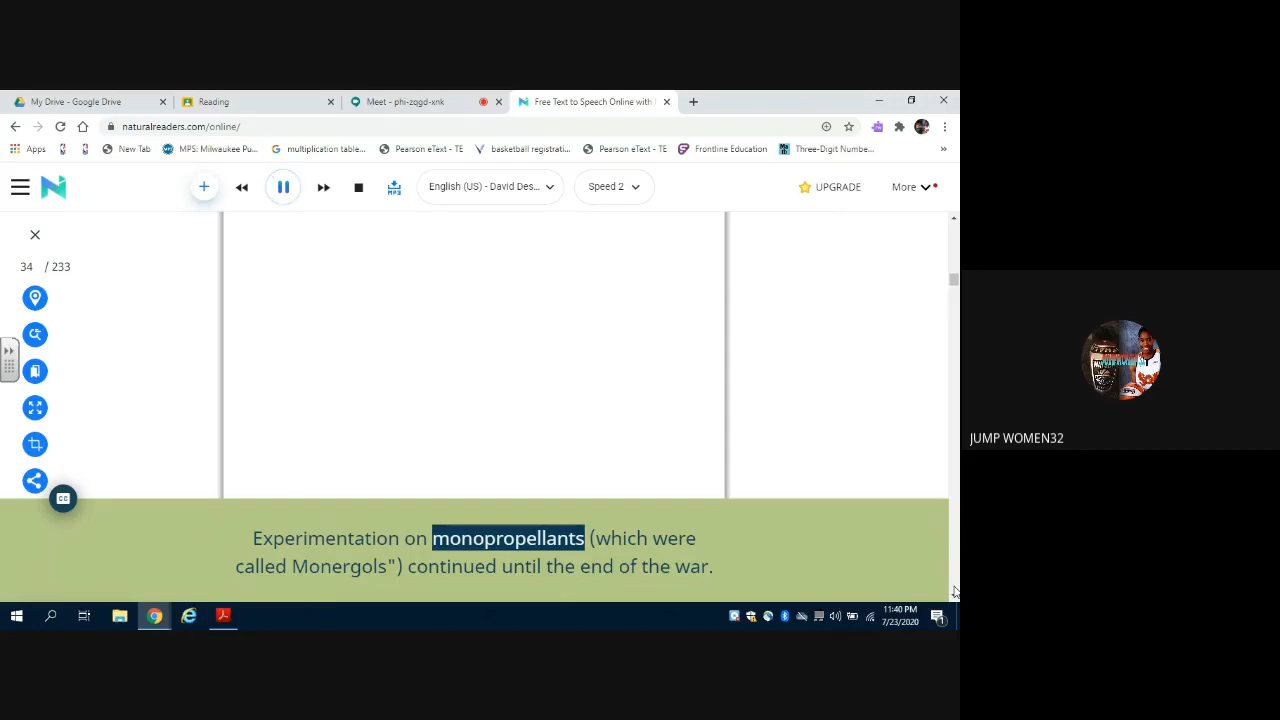 My Drive - Google Drive
Reading
Meet - phi-zqgd-xnk
Free Text to Speech Online with
naturalreaders.com/online/
Apps
New Tab
MPS: Milwaukee Pu...
multiplication table...
Pearson eText - TE
basketball registrati...
Pearson eText - TE
Frontline Education
Three-Digit Numbe...
»
MP3
English (US) - David Des...
Speed 2
UPGRADE
More
34 / 233
CC
Experimentation on monopropellants (which were
called Monergols") continued until the end of the war.
JUMP WOMEN32
11:40 PM
7/23/2020
1